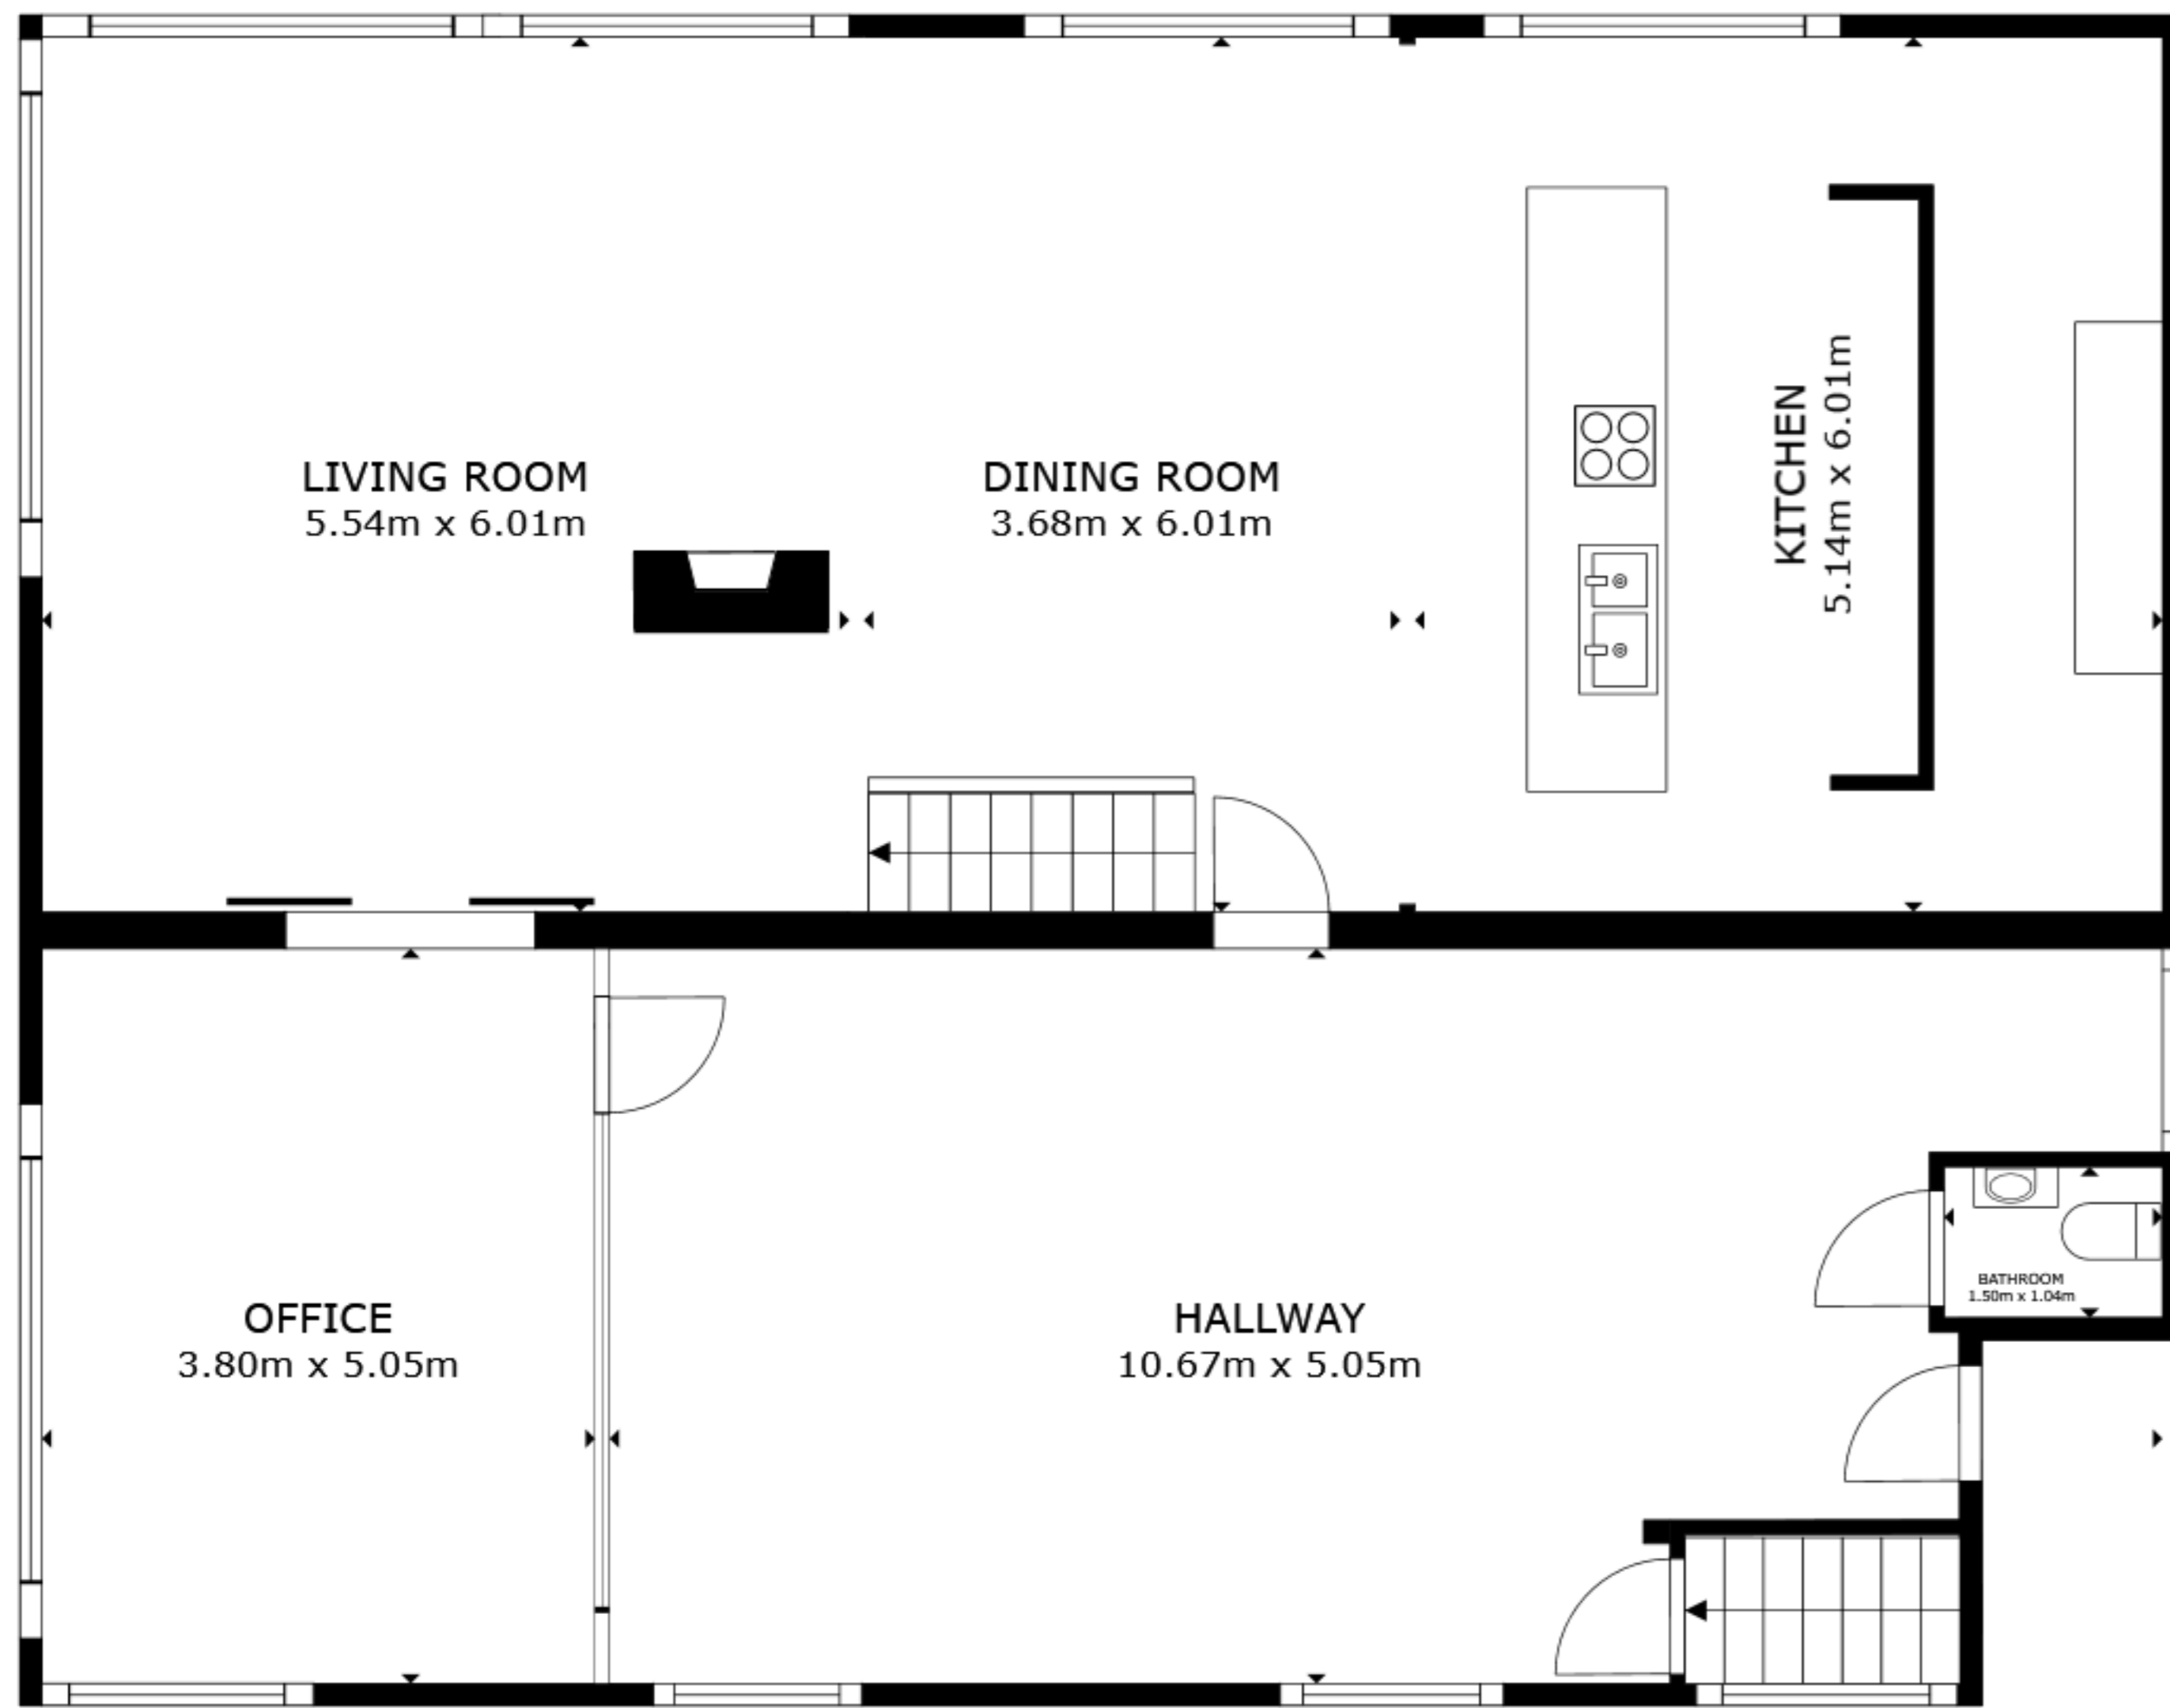 LIVING ROOM
5.54m x 6.01m
DINING ROOM
3.68m x 6.01m
KITCHEN
5.14m x 6.01m
OFFICE
3.80m x 5.05m
HALLWAY
10.67m x 5.05m
BATHROOM
1.50m x 1.04m